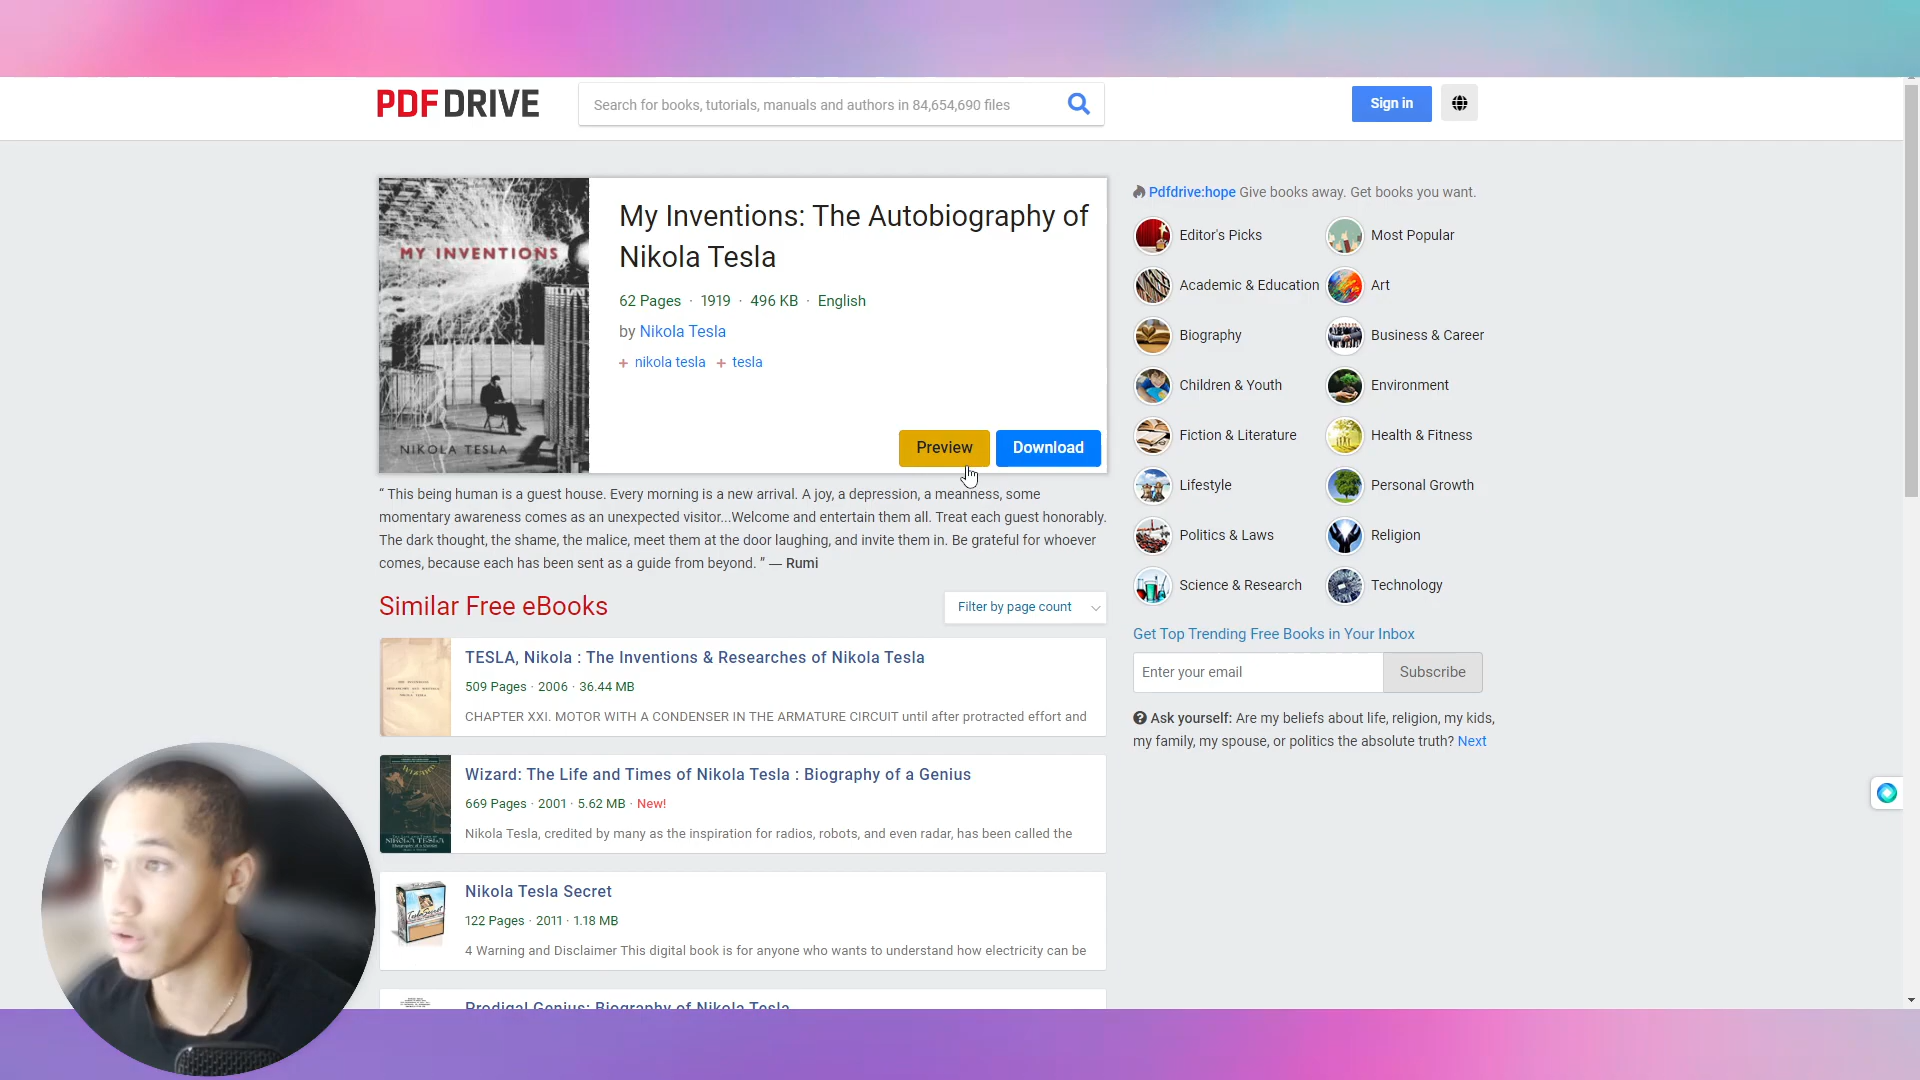 PDFDRIVE
Search for books, tutorials, manuals and authors in 84,654,690 files
Sign in
MY INVENTIONS
NIKOLA TESLA
My Inventions: The Autobiography of
Nikola Tesla
62 Pages · 1919 · 496 KB · English
by Nikola Tesla
+ nikola tesla + tesla
Preview
Download
“ This being human is a guest house. Every morning is a new arrival. A joy, a depression, a meanness, some
momentary awareness comes as an unexpected visitor...Welcome and entertain them all. Treat each guest honorably.
The dark thought, the shame, the malice, meet them at the door laughing, and invite them in. Be grateful for whoever
comes, because each has been sent as a guide from beyond. ” — Rumi
Similar Free eBooks
Filter by page count
TESLA, Nikola : The Inventions & Researches of Nikola Tesla
509 Pages · 2006 · 36.44 MB
CHAPTER XXI. MOTOR WITH A CONDENSER IN THE ARMATURE CIRCUIT until after protracted effort and
Wizard: The Life and Times of Nikola Tesla : Biography of a Genius
669 Pages · 2001 · 5.62 MB · New!
Nikola Tesla, credited by many as the inspiration for radios, robots, and even radar, has been called the
Nikola Tesla Secret
122 Pages · 2011 · 1.18 MB
4 Warning and Disclaimer This digital book is for anyone who wants to understand how electricity can be
Prodigal Genius: Biography of Nikola Tesla
Pdfdrive:hope Give books away. Get books you want.
Editor's Picks
Most Popular
Academic & Education
Art
Biography
Business & Career
Children & Youth
Environment
Fiction & Literature
Health & Fitness
Lifestyle
Personal Growth
Politics & Laws
Religion
Science & Research
Technology
Get Top Trending Free Books in Your Inbox
Enter your email
Subscribe
Ask yourself: Are my beliefs about life, religion, my kids,
my family, my spouse, or politics the absolute truth? Next